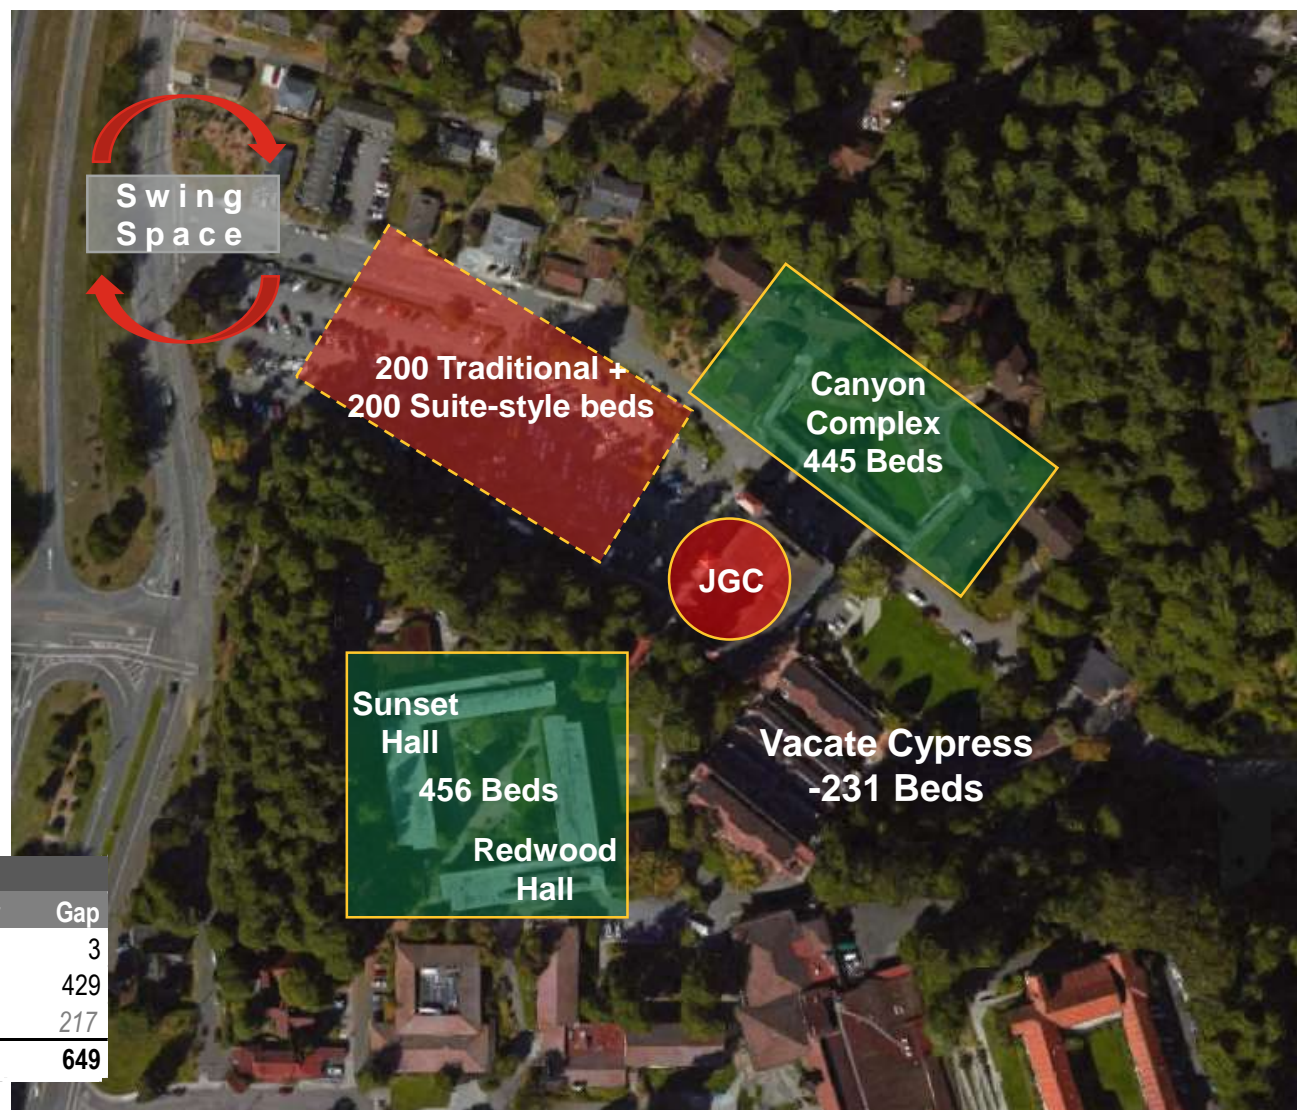 Swing
Space
200 Traditional +
200 Suite-style beds
Canyon
Complex
445 Beds
JGC
Sunset
Hall
456 Beds
Redwood
Hall
Vacate Cypress
-231 Beds
Gap
3
429
217
649